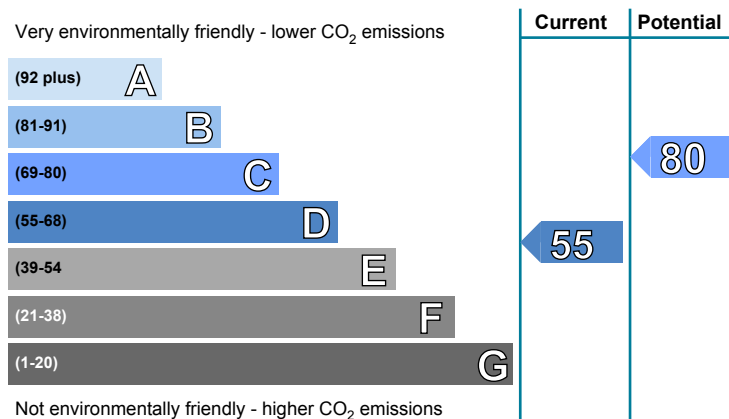 Very environmentally friendly - lower CO₂ emissions
Current
Potential
(92 plus) A
(81-91) B
(69-80) C
80
(55-68) D
55
(39-54 E
(21-38) F
(1-20) G
Not environmentally friendly - higher CO₂ emissions